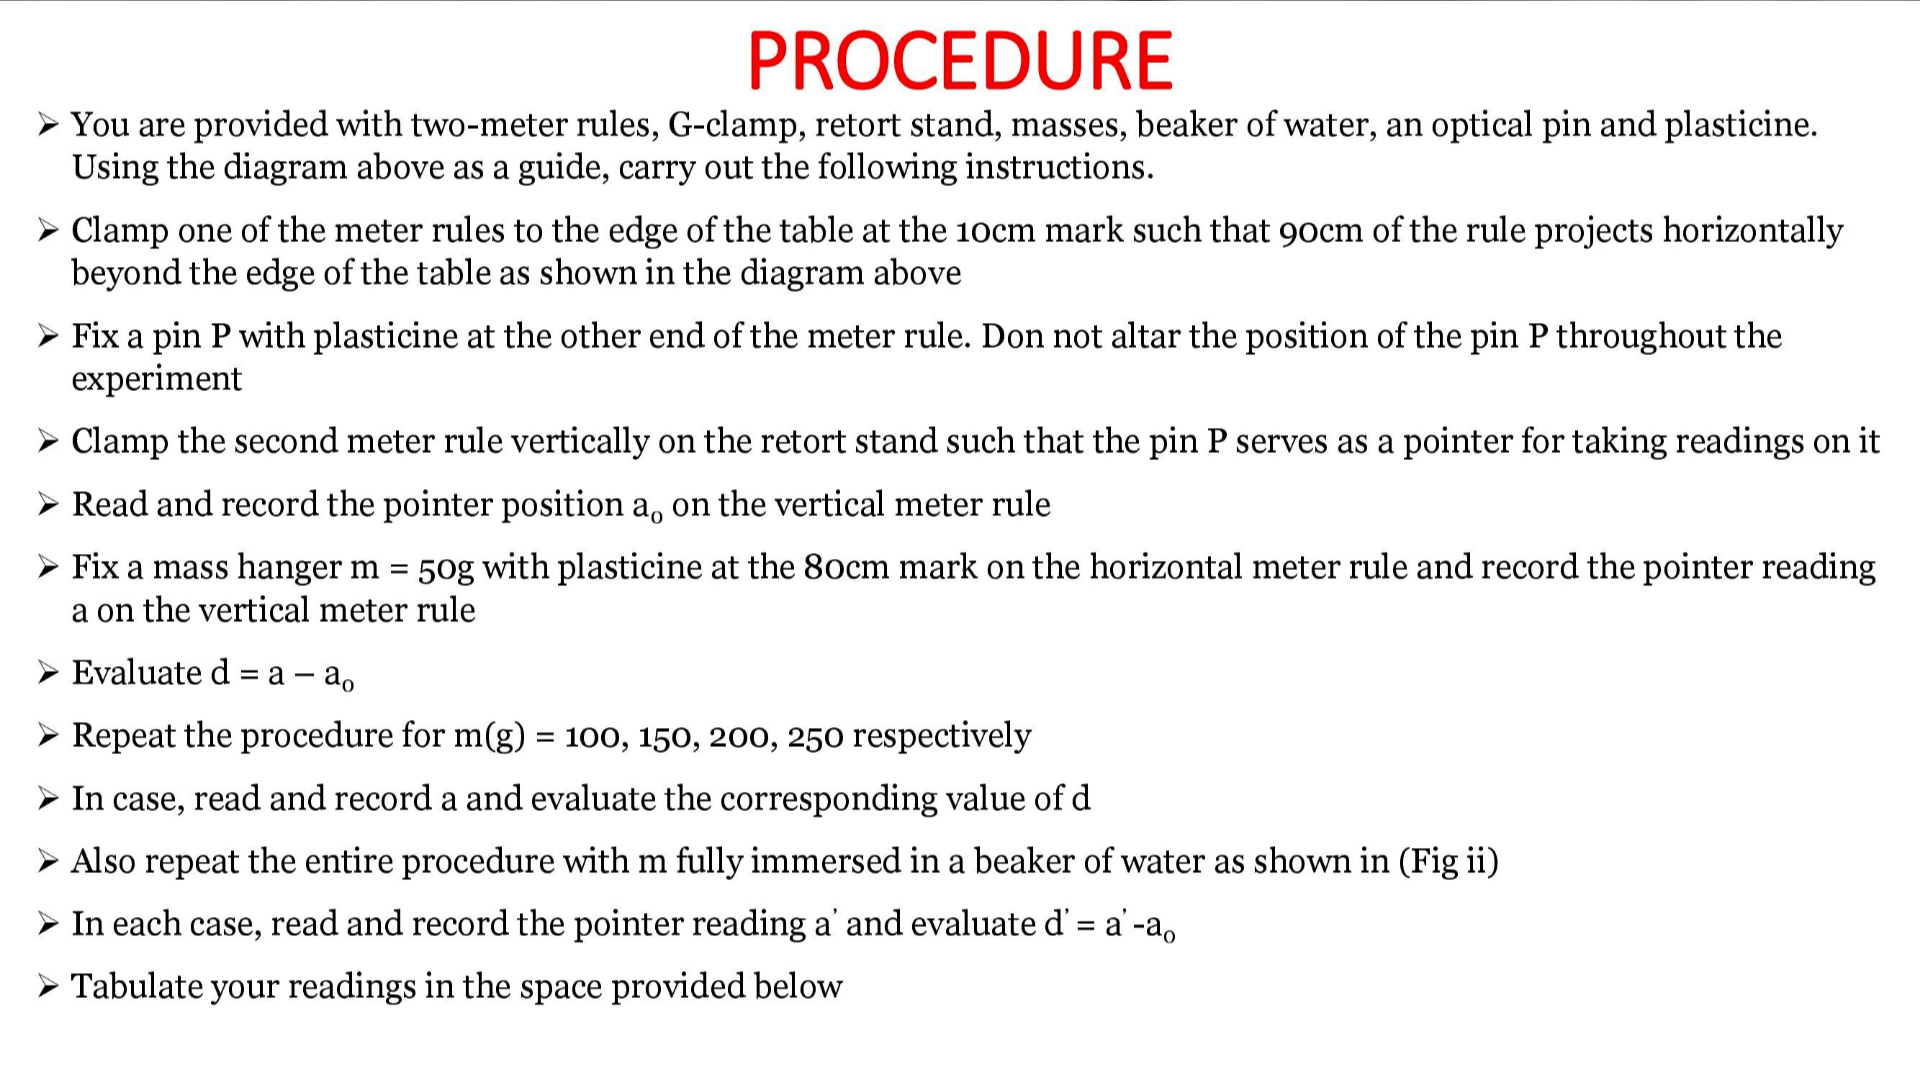 PROCEDURE
➢ You are provided with two-meter rules, G-clamp, retort stand, masses, beaker of water, an optical pin and plasticine.
Using the diagram above as a guide, carry out the following instructions.
➢ Clamp one of the meter rules to the edge of the table at the 10cm mark such that 90cm of the rule projects horizontally
beyond the edge of the table as shown in the diagram above
➢ Fix a pin P with plasticine at the other end of the meter rule. Don not altar the position of the pin P throughout the
experiment
➢ Clamp the second meter rule vertically on the retort stand such that the pin P serves as a pointer for taking readings on it
➢ Read and record the pointer position a₀ on the vertical meter rule
➢ Fix a mass hanger m = 50g with plasticine at the 80cm mark on the horizontal meter rule and record the pointer reading
a on the vertical meter rule
➢ Evaluate d = a – a₀
➢ Repeat the procedure for m(g) = 100, 150, 200, 250 respectively
➢ In case, read and record a and evaluate the corresponding value of d
➢ Also repeat the entire procedure with m fully immersed in a beaker of water as shown in (Fig ii)
➢ In each case, read and record the pointer reading a’ and evaluate d’ = a’ -a₀
➢ Tabulate your readings in the space provided below